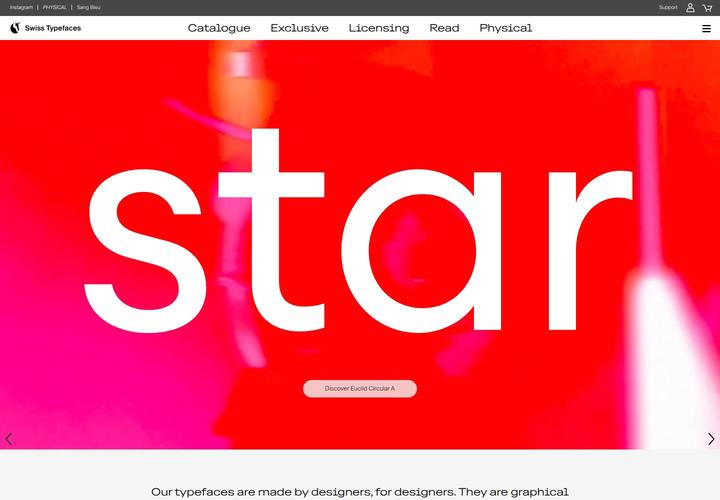 Instagram | PHYSICAL | Sang Bleu
Support
Swiss Typefaces
Catalogue Exclusive Licensing Read Physical
star
Discover Euclid Circular A
Our typefaces are made by designers, for designers. They are graphical